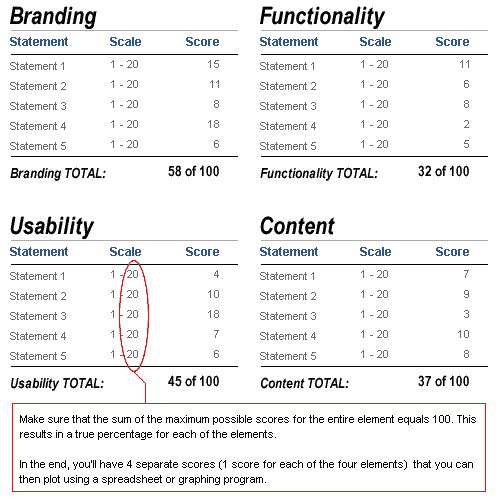 Branding
Statement Scale Score
Statement 1 1 - 20 15
Statement 2 1 - 20 11
Statement 3 1 - 20 8
Statement 4 1 - 20 18
Statement 5 1 - 20 6
Branding TOTAL: 58 of 100
Functionality
Statement Scale Score
Statement 1 1 - 20 11
Statement 2 1 - 20 6
Statement 3 1 - 20 8
Statement 4 1 - 20 2
Statement 5 1 - 20 5
Functionality TOTAL: 32 of 100
Usability
Statement Scale Score
Statement 1 1 - 20 4
Statement 2 1 - 20 10
Statement 3 1 - 20 18
Statement 4 1 - 20 7
Statement 5 1 - 20 6
Usability TOTAL: 45 of 100
Content
Statement Scale Score
Statement 1 1 - 20 7
Statement 2 1 - 20 9
Statement 3 1 - 20 3
Statement 4 1 - 20 10
Statement 5 1 - 20 8
Content TOTAL: 37 of 100
Make sure that the sum of the maximum possible scores for the entire element equals 100. This
results in a true percentage for each of the elements.
In the end, you'll have 4 separate scores (1 score for each of the four elements) that you can
then plot using a spreadsheet or graphing program.